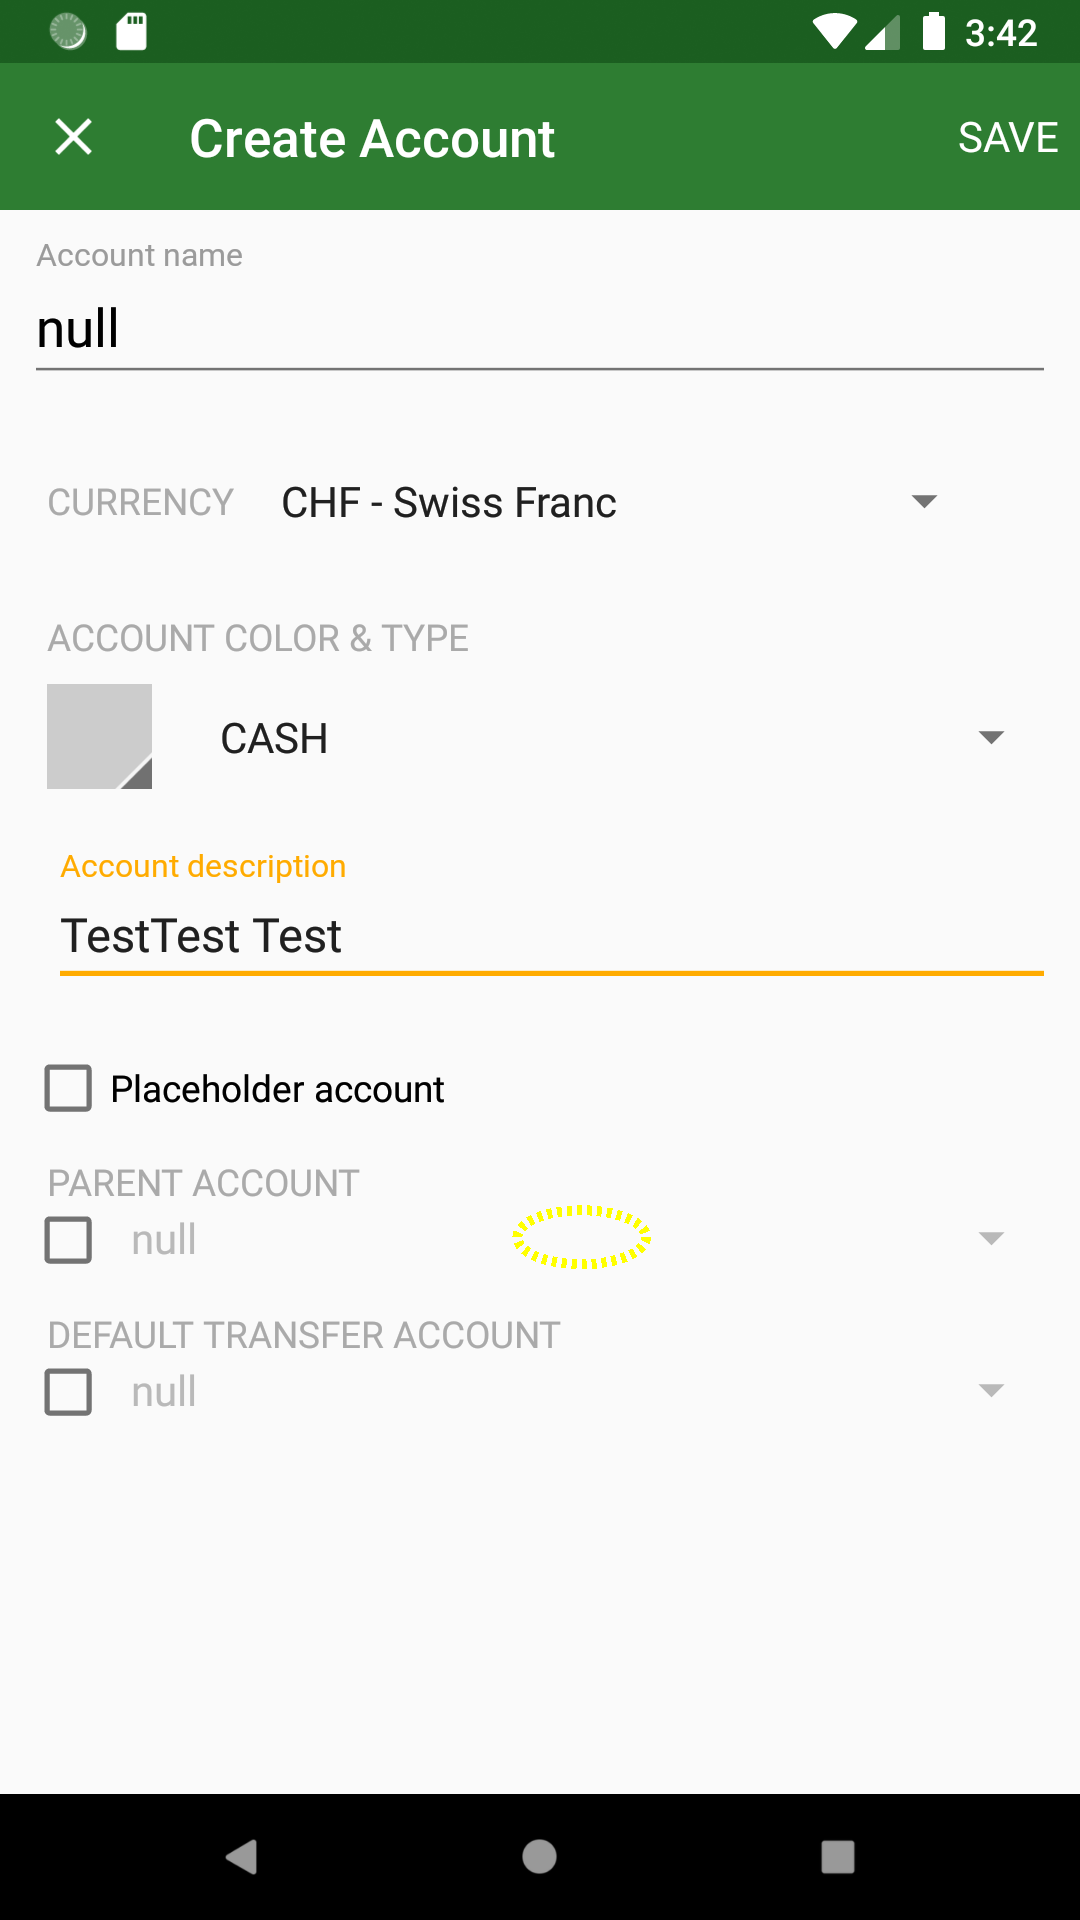 3:42
Create Account
SAVE
Account name
null
CURRENCY CHF - Swiss Franc
ACCOUNT COLOR & TYPE
CASH
Account description
TestTest Test
Placeholder account
PARENT ACCOUNT
null
DEFAULT TRANSFER ACCOUNT
null